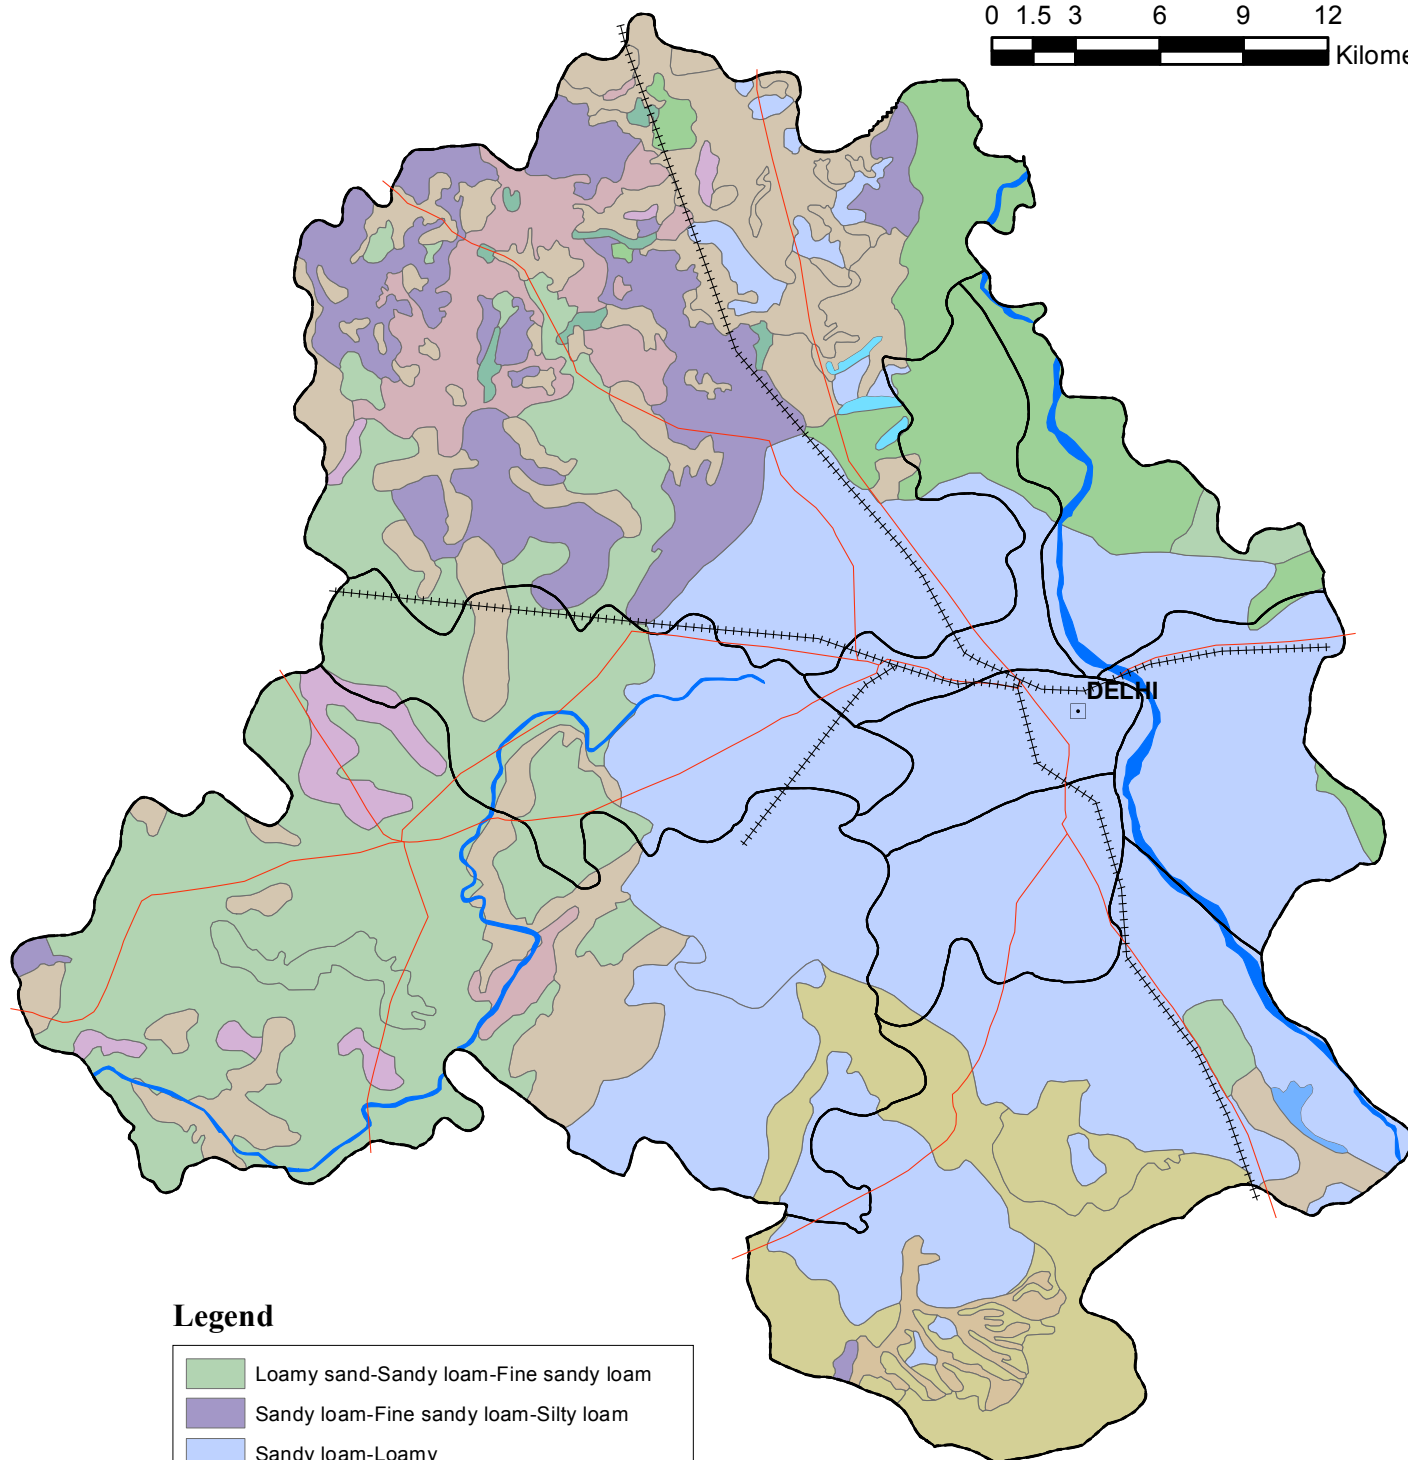 0 1.5 3 6 9 12
Kilome
DELHI
Legend
Loamy sand-Sandy loam-Fine sandy loam
Sandy loam-Fine sandy loam-Silty loam
Sandy loam-Loamy